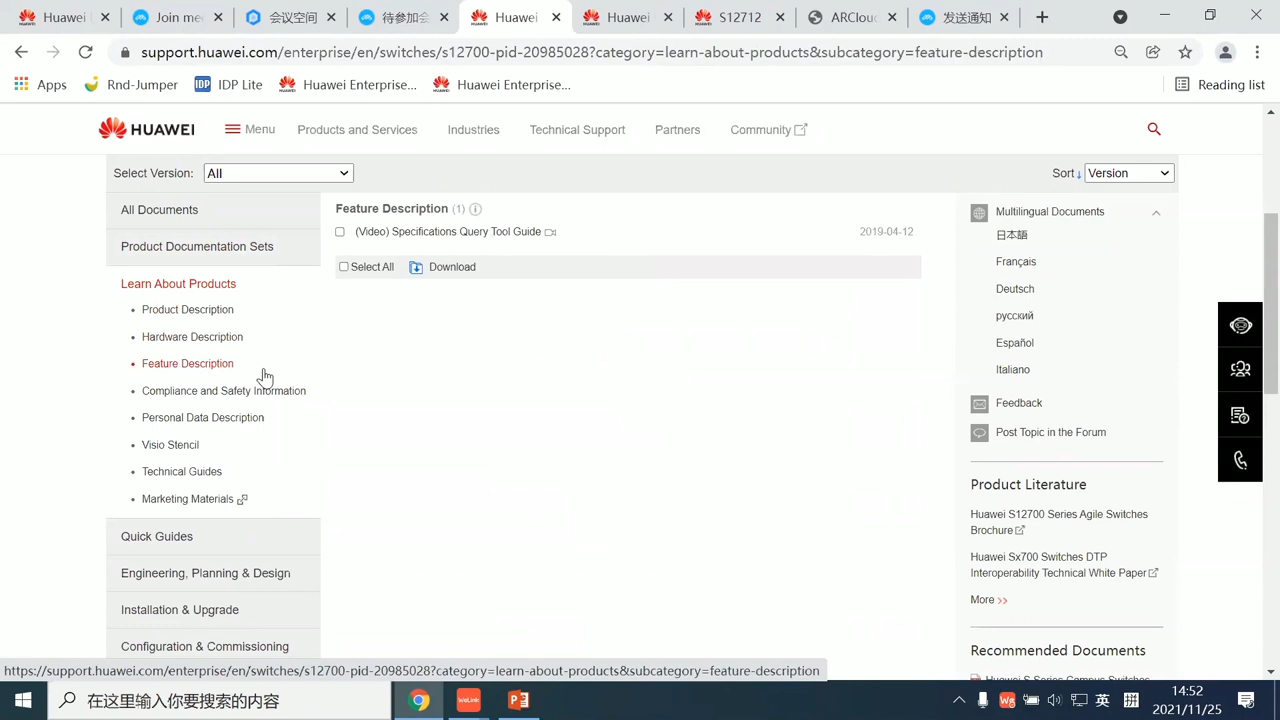 Huawei I
Join me
会议空间
待参加会
Huawei
Huawei
S12712
ARClou
发送通知
support.huawei.com/enterprise/en/switches/s12700-pid-20985028?category=learn-about-products&subcategory=feature-description
Apps
Rnd-Jumper
IDP
IDP Lite
Huawei Enterprise...
Huawei Enterprise...
Reading list
HUAWEI
Menu
Products and Services
Industries
Technical Support
Partners
Community
Select Version:
All
Sort
Version
All Documents
Product Documentation Sets
Learn About Products
Product Description
Hardware Description
Feature Description
Compliance and Safety Information
Personal Data Description
Visio Stencil
Technical Guides
Marketing Materials
Quick Guides
Engineering, Planning & Design
Installation & Upgrade
Configuration & Commissioning
Feature Description (1)
(Video) Specifications Query Tool Guide
2019-04-12
Select All
Download
Multilingual Documents
日本語
Français
Deutsch
русский
Español
Italiano
Feedback
Post Topic in the Forum
Product Literature
Huawei S12700 Series Agile Switches
Brochure
Huawei Sx700 Switches DTP
Interoperability Technical White Paper
More >>
Recommended Documents
Huawei S Series Campus Switches
https://support.huawei.com/enterprise/en/switches/s12700-pid-20985028?category=learn-about-products&subcategory=feature-description
在这里输入你要搜索的内容
WeLink
英
拼
14:52
2021/11/25